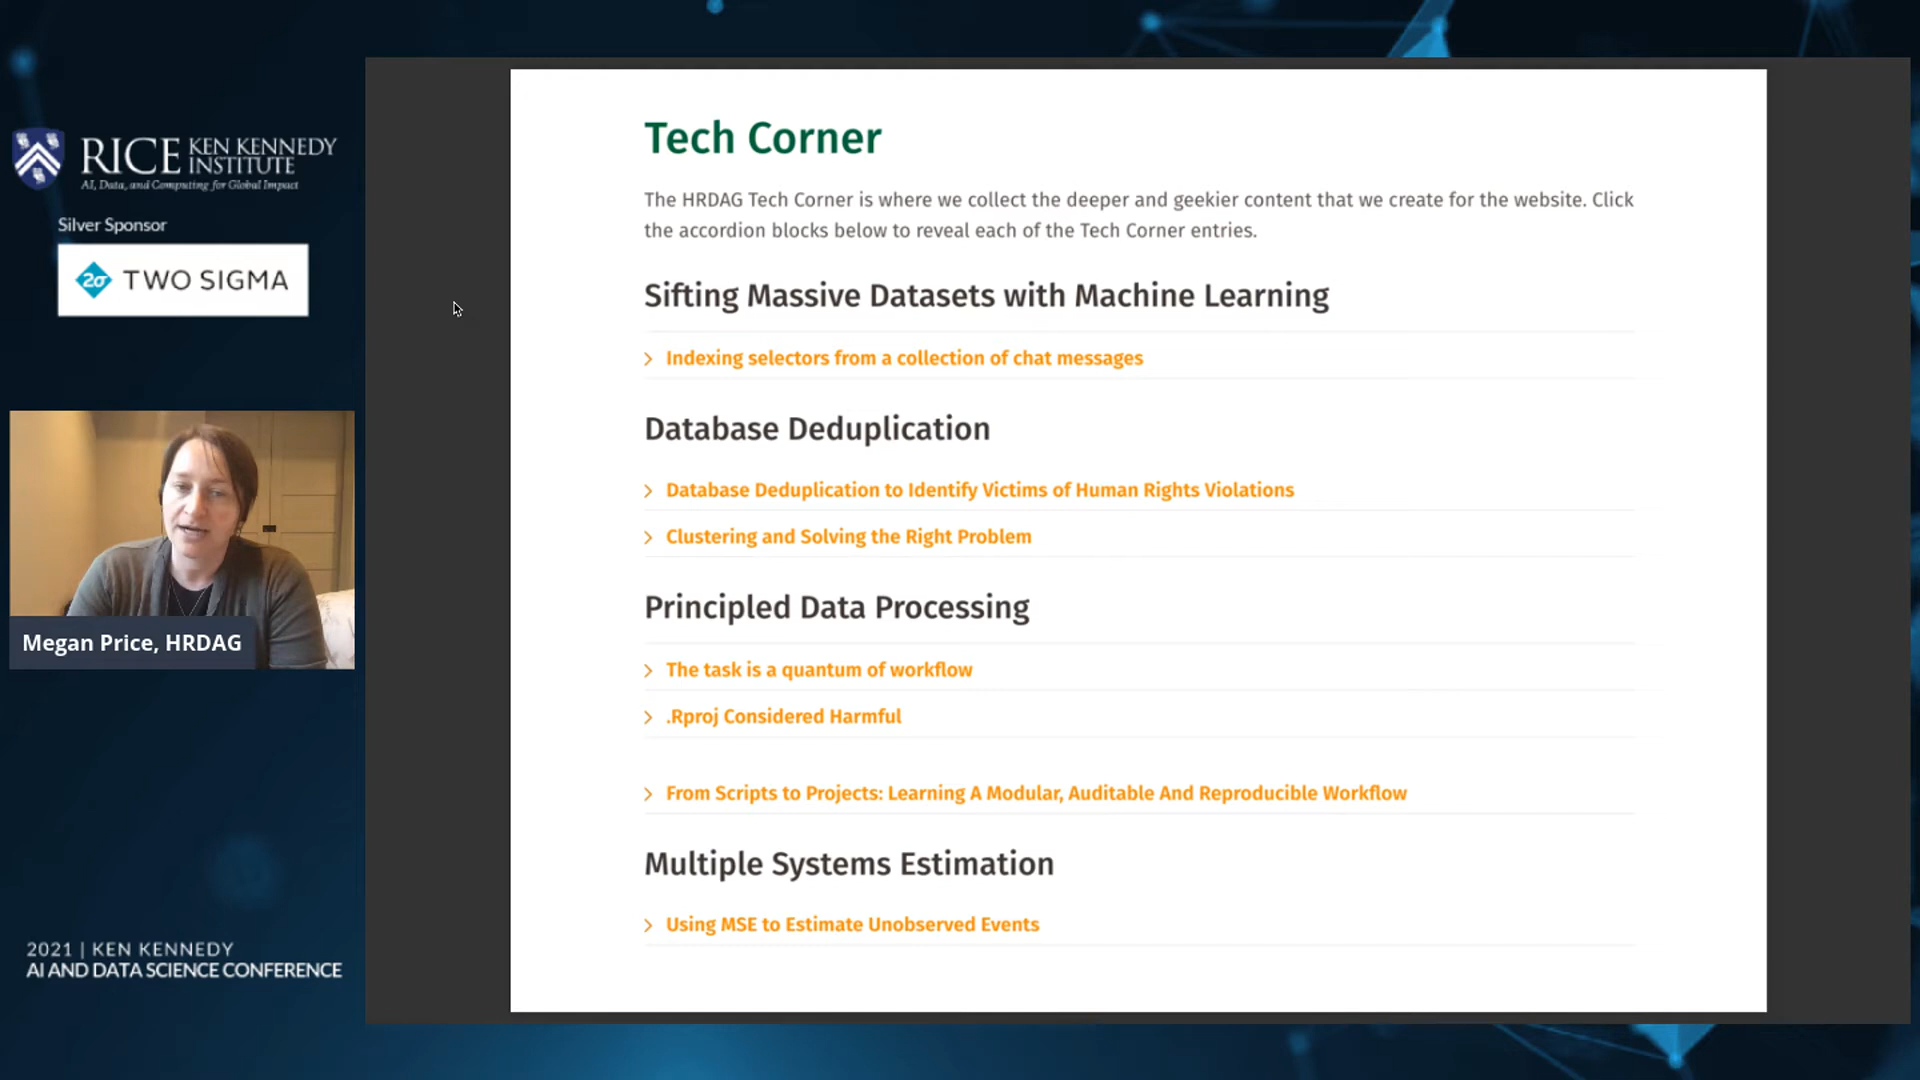 RICE KEN KENNEDY INSTITUTE
AI, Data, and Computing for Global Impact
Silver Sponsor
2σ TWO SIGMA
Megan Price, HRDAG
2021 | KEN KENNEDY
AI AND DATA SCIENCE CONFERENCE
Tech Corner
The HRDAG Tech Corner is where we collect the deeper and geekier content that we create for the website. Click
the accordion blocks below to reveal each of the Tech Corner entries.
Sifting Massive Datasets with Machine Learning
Indexing selectors from a collection of chat messages
Database Deduplication
Database Deduplication to Identify Victims of Human Rights Violations
Clustering and Solving the Right Problem
Principled Data Processing
The task is a quantum of workflow
.Rproj Considered Harmful
From Scripts to Projects: Learning A Modular, Auditable And Reproducible Workflow
Multiple Systems Estimation
Using MSE to Estimate Unobserved Events